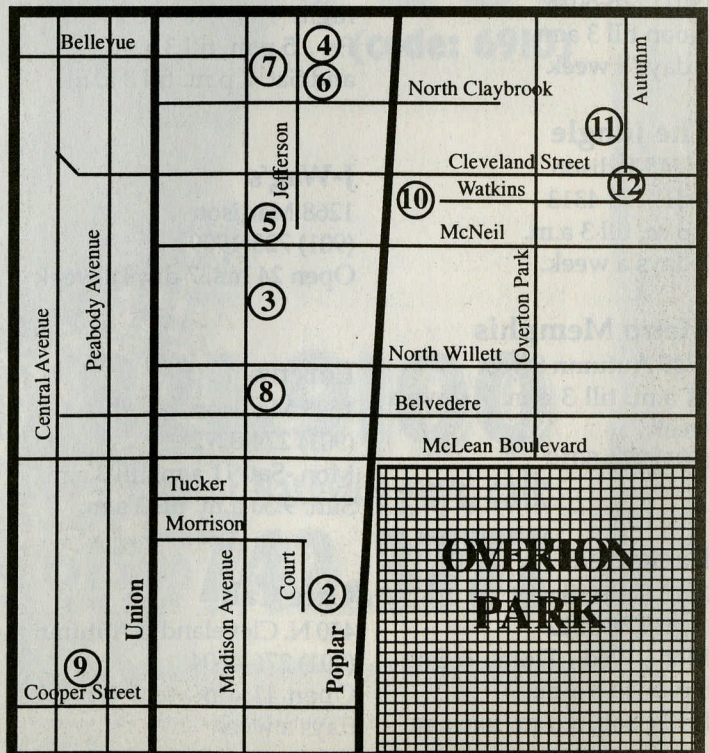 Bellevue
4
7
6
North Claybrook
Autunm
11
Jefferson
Cleveland Street
12
Watkins
10
5
McNeil
Peabody Avenue
3
Overton Park
Central Avenue
North Willett
8
Belvedere
McLean Boulevard
Tucker
Morrison
OVERTON
PARK
Court
2
Union
Madison Avenue
Poplar
9
Cooper Street